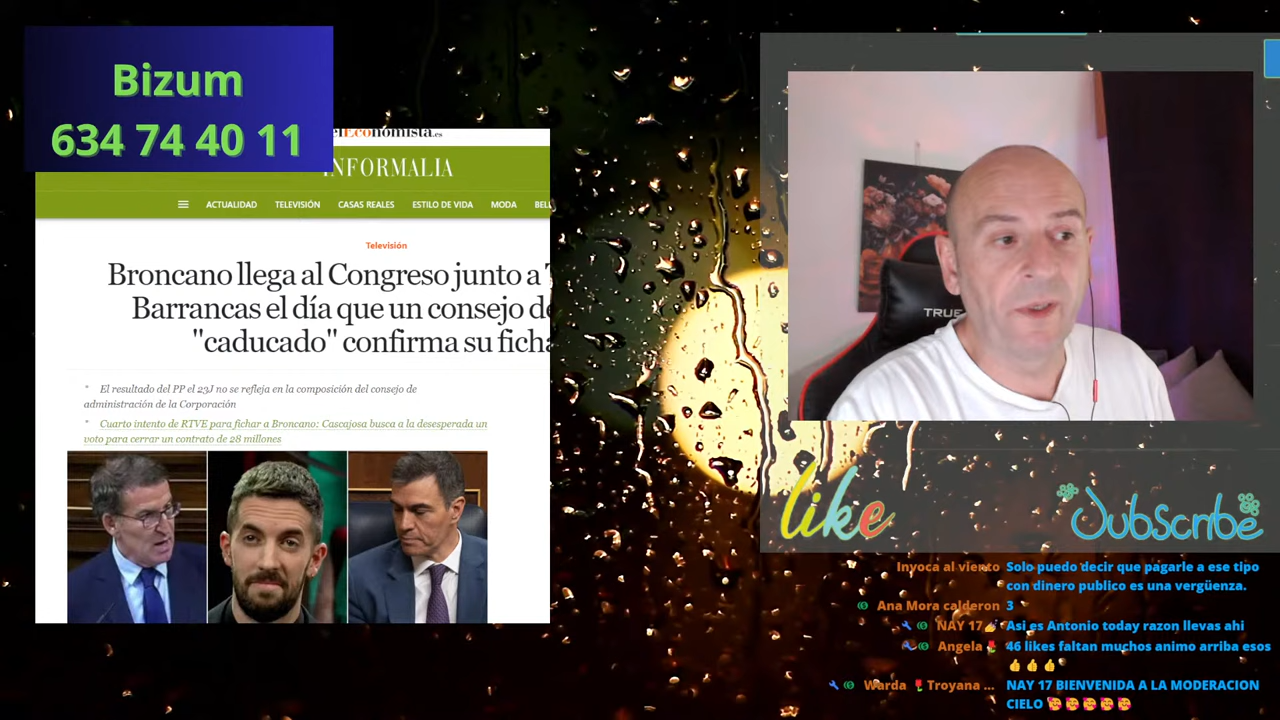 Bizum
634 74 40 11
elEconomista.es
INFORMALIA
ACTUALIDAD TELEVISIÓN CASAS REALES ESTILO DE VIDA MODA BEL
Televisión
Broncano llega al Congreso junto a
Barrancas el día que un consejo de
"caducado" confirma su ficha
* El resultado del PP el 23J no se refleja en la composición del consejo de
administración de la Corporación
* Cuarto intento de RTVE para fichar a Broncano: Cascajosa busca a la desesperada un
voto para cerrar un contrato de 28 millones
TRUE
like
Subscribe
Invoca al viento Solo puedo decir que pagarle a ese tipo
con dinero publico es una vergüenza.
Ana Mora calderon 3
NAY 17💅 Asi es Antonio today razon llevas ahi
Angela🌷 46 likes faltan muchos animo arriba esos
👍👍👍
Warda 🌷Troyana ... NAY 17 BIENVENIDA A LA MODERACION
CIELO 🥰🥰🥰🥰🥰